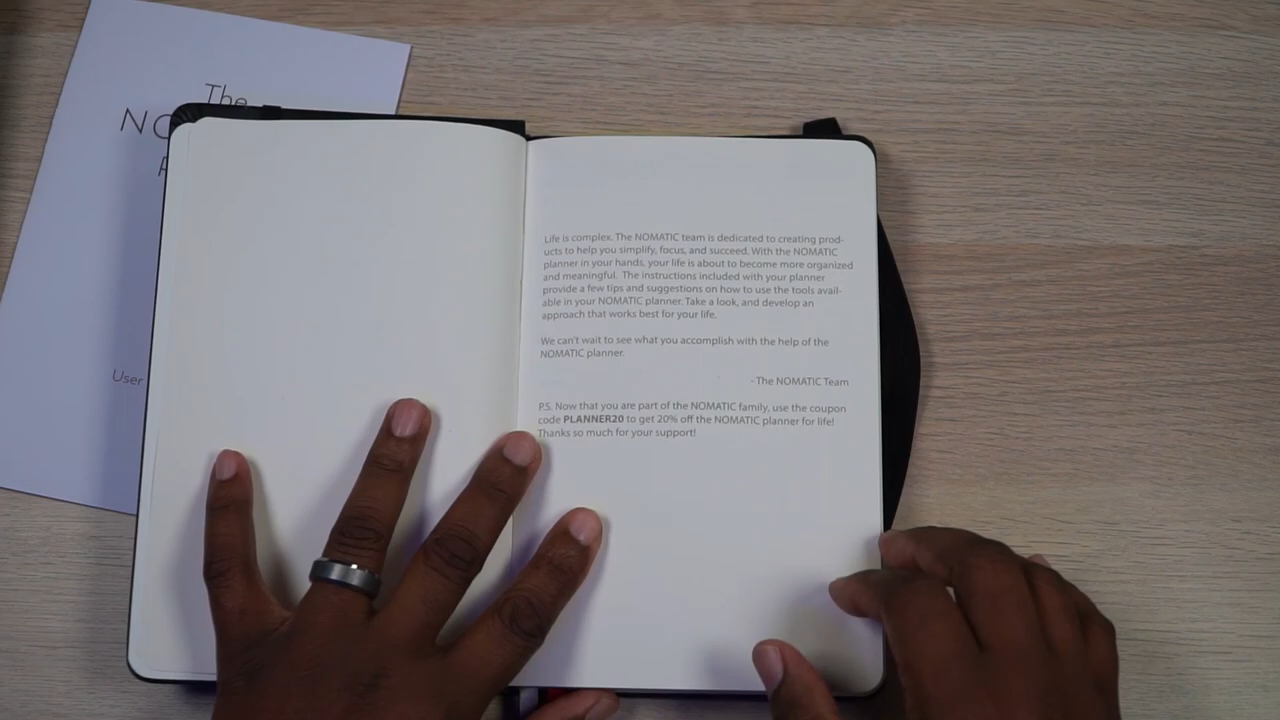 The
NO
User
Life is complex. The NOMATIC team is dedicated to creating prod-
ucts to help you simplify, focus, and succeed. With the NOMATIC
planner in your hands, your life is about to become more organized
and meaningful. The instructions included with your planner
provide a few tips and suggestions on how to use the tools avail-
able in your NOMATIC planner. Take a look, and develop an
approach that works best for your life.
We can't wait to see what you accomplish with the help of the
NOMATIC planner.
- The NOMATIC Team
P.S. Now that you are part of the NOMATIC family, use the coupon
code PLANNER20 to get 20% off the NOMATIC planner for life!
Thanks so much for your support!